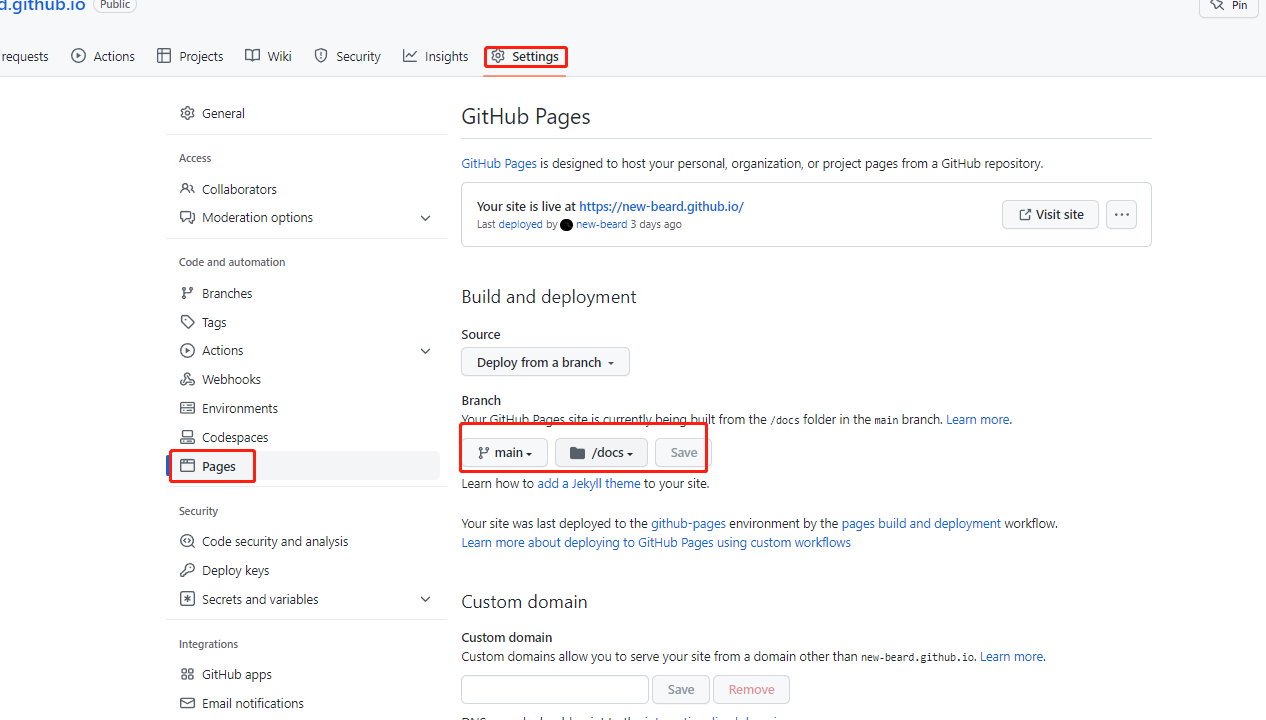 d.github.io Public Pin
requests Actions Projects Wiki Security Insights Settings
General
Access
Collaborators
Moderation options
Code and automation
Branches
Tags
Actions
Webhooks
Environments
Codespaces
Pages
Security
Code security and analysis
Deploy keys
Secrets and variables
Integrations
GitHub apps
Email notifications
GitHub Pages
GitHub Pages is designed to host your personal, organization, or project pages from a GitHub repository.
Your site is live at https://new-beard.github.io/
Last deployed by new-beard 3 days ago
Visit site
Build and deployment
Source
Deploy from a branch
Branch
Your GitHub Pages site is currently being built from the /docs folder in the main branch. Learn more.
main /docs Save
Learn how to add a Jekyll theme to your site.
Your site was last deployed to the github-pages environment by the pages build and deployment workflow.
Learn more about deploying to GitHub Pages using custom workflows
Custom domain
Custom domain
Custom domains allow you to serve your site from a domain other than new-beard.github.io. Learn more.
Save Remove